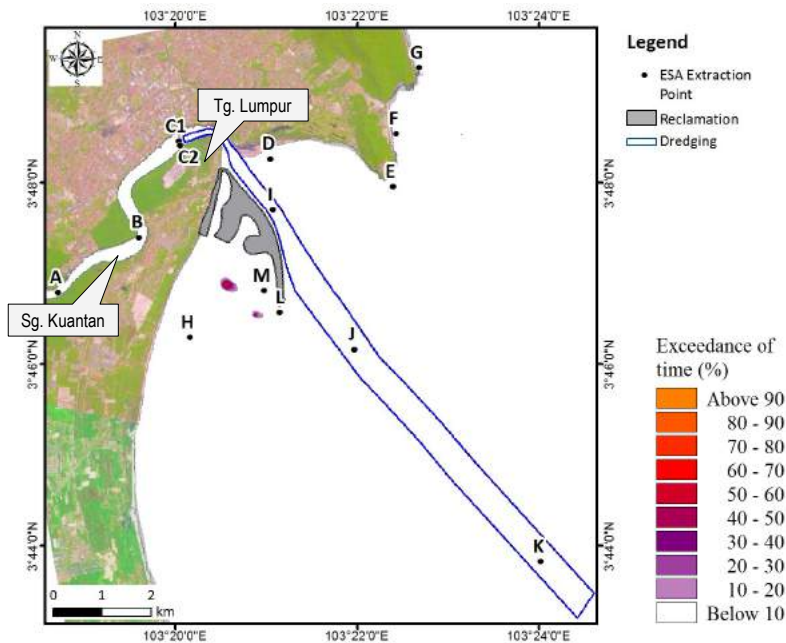 103°20'0"E 103°22'0"E 103°24'0"E
N
W E
S
G
Tg. Lumpur
F
C1
C2
D
E
3°48'0"N 3°48'0"N
I
B
A
M
L
Sg. Kuantan
H
J
3°46'0"N 3°46'0"N
3°44'0"N 3°44'0"N
K
0 1 2
km
103°20'0"E 103°22'0"E 103°24'0"E
Legend
ESA Extraction
Point
Reclamation
Dredging
Exceedance of
time (%)
Above 90
80 - 90
70 - 80
60 - 70
50 - 60
40 - 50
30 - 40
20 - 30
10 - 20
Below 10